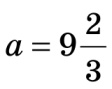 a = 9 2/3